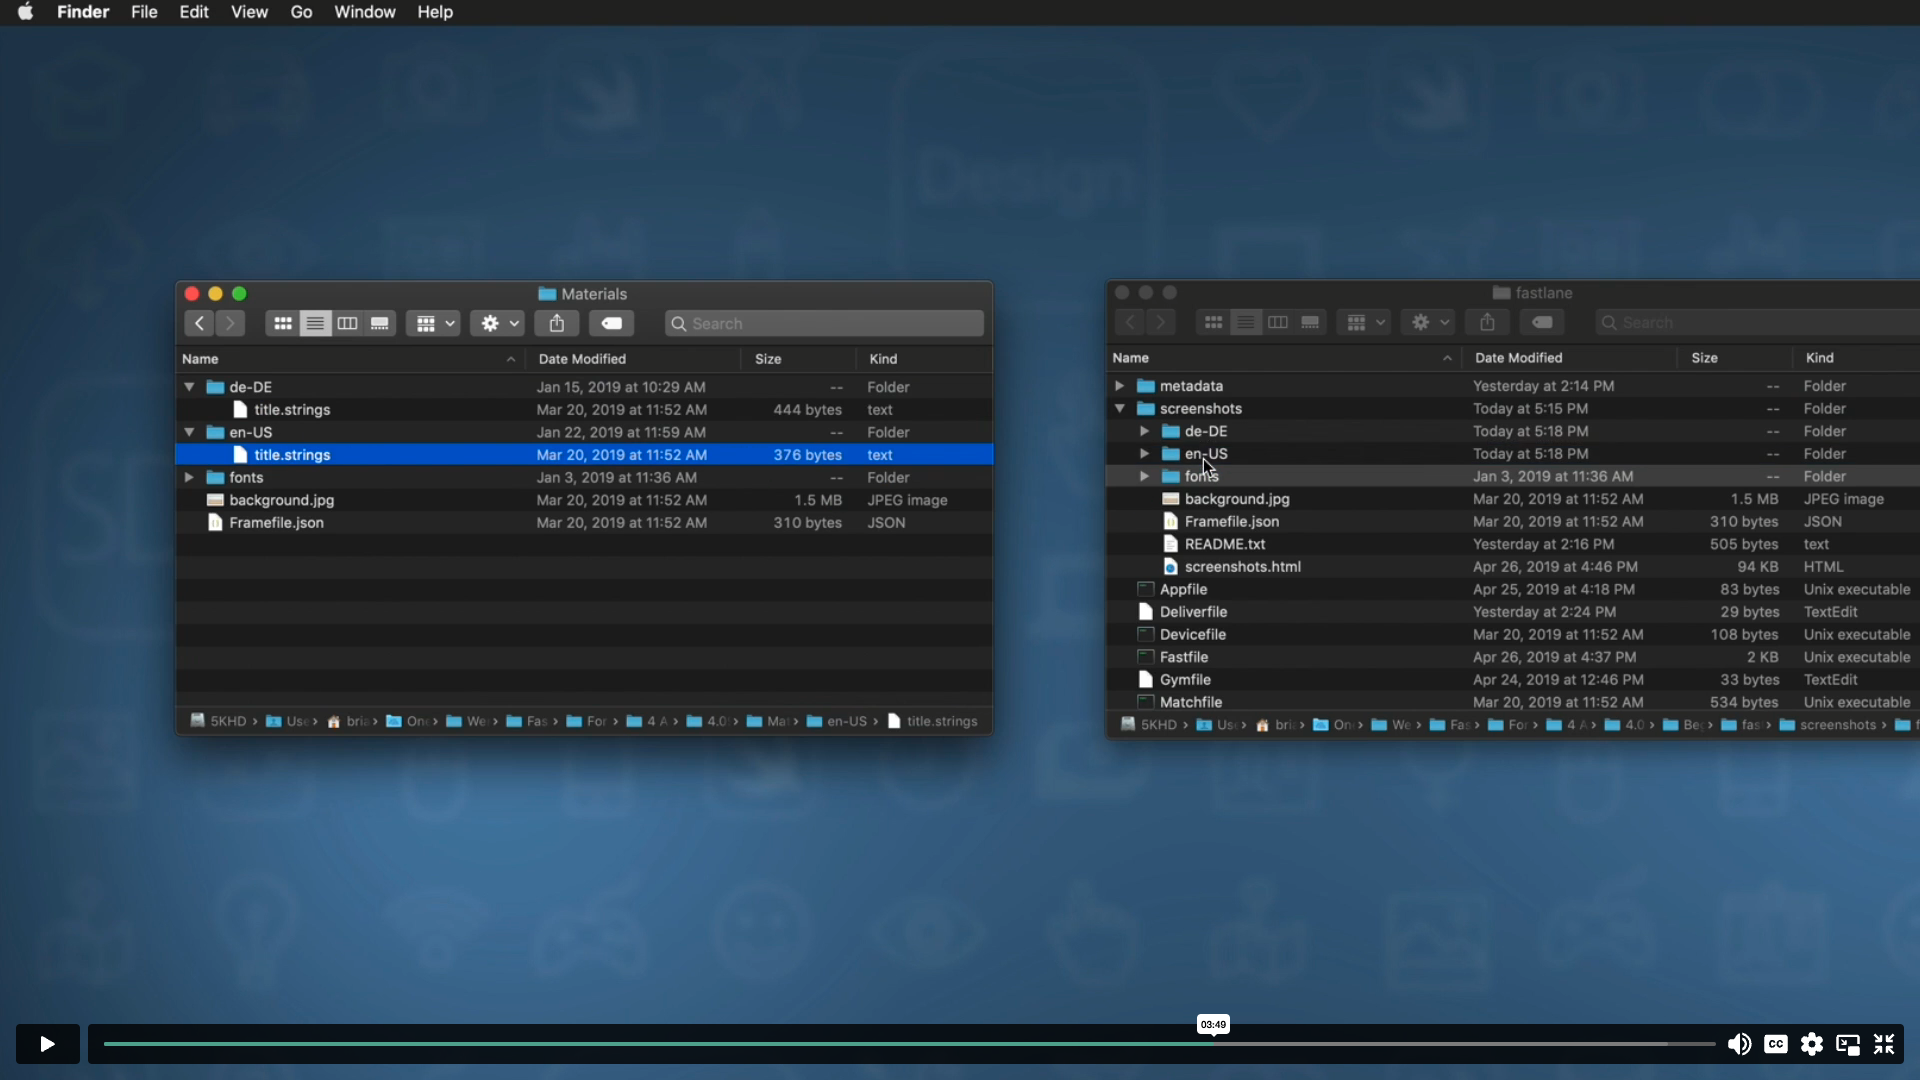 Finder File Edit View Go Window Help
Design
Materials
Search
Name Date Modified Size Kind
de-DE Jan 15, 2019 at 10:29 AM -- Folder
title.strings Mar 20, 2019 at 11:52 AM 444 bytes text
en-US Jan 22, 2019 at 11:59 AM -- Folder
title.strings Mar 20, 2019 at 11:52 AM 376 bytes text
fonts Jan 3, 2019 at 11:36 AM -- Folder
background.jpg Mar 20, 2019 at 11:52 AM 1.5 MB JPEG image
Framefile.json Mar 20, 2019 at 11:52 AM 310 bytes JSON
5KHD › Use › bria › One › We › Fas › For › 4 A › 4.0 › Mat › en-US › title.strings
fastlane
Search
Name Date Modified Size Kind
metadata Yesterday at 2:14 PM -- Folder
screenshots Today at 5:15 PM -- Folder
de-DE Today at 5:18 PM -- Folder
en-US Today at 5:18 PM -- Folder
fonts Jan 3, 2019 at 11:36 AM -- Folder
background.jpg Mar 20, 2019 at 11:52 AM 1.5 MB JPEG image
Framefile.json Mar 20, 2019 at 11:52 AM 310 bytes JSON
README.txt Yesterday at 2:16 PM 505 bytes text
screenshots.html Apr 26, 2019 at 4:46 PM 94 KB HTML
Appfile Apr 25, 2019 at 4:18 PM 83 bytes Unix executable
Deliverfile Yesterday at 2:24 PM 29 bytes TextEdit
Devicefile Mar 20, 2019 at 11:52 AM 108 bytes Unix executable
Fastfile Apr 26, 2019 at 4:37 PM 2 KB Unix executable
Gymfile Apr 24, 2019 at 12:46 PM 33 bytes TextEdit
Matchfile Mar 20, 2019 at 11:52 AM 534 bytes Unix executable
5KHD › Us › bri › On › We › Fas › For › 4 A › 4.0 › Be › fas › screenshots › f
03:49
CC